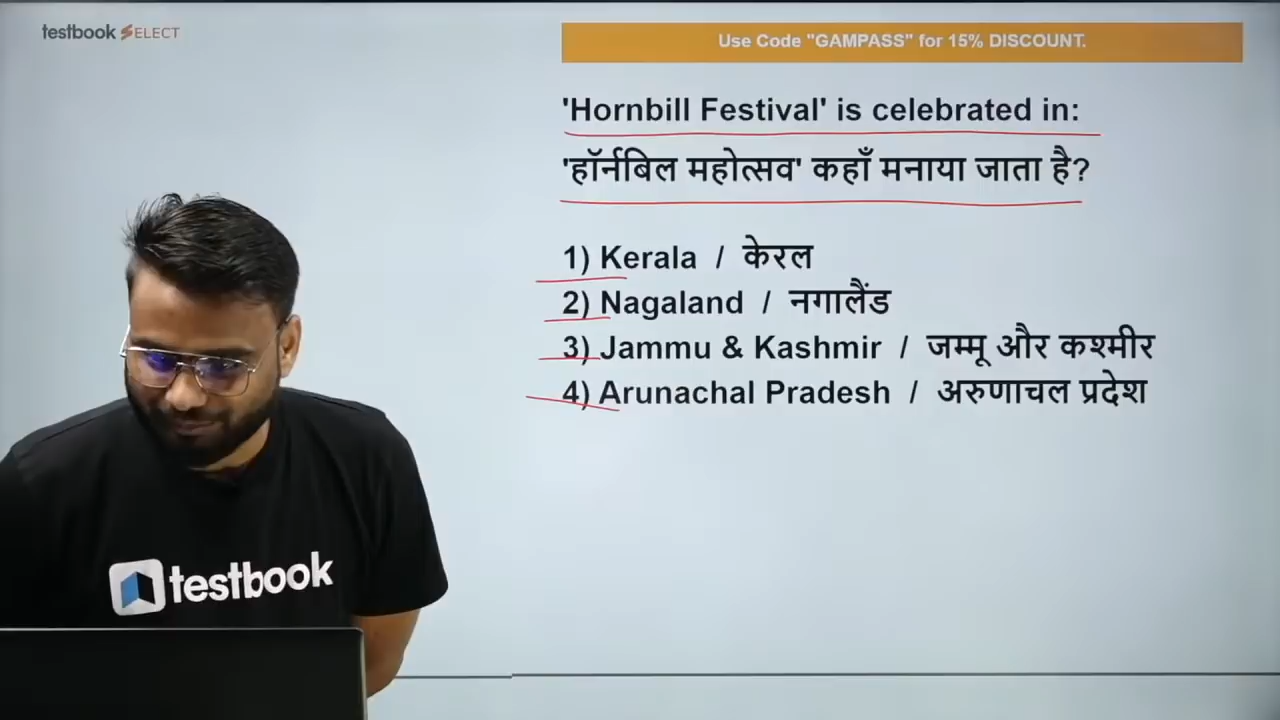 testbook SELECT
Use Code "GAMPASS" for 15% DISCOUNT.
'Hornbill Festival' is celebrated in:
'हॉर्नबिल महोत्सव' कहाँ मनाया जाता है?
1) Kerala / केरल
2) Nagaland / नगालैंड
3) Jammu & Kashmir / जम्मू और कश्मीर
4) Arunachal Pradesh / अरुणाचल प्रदेश
testbook